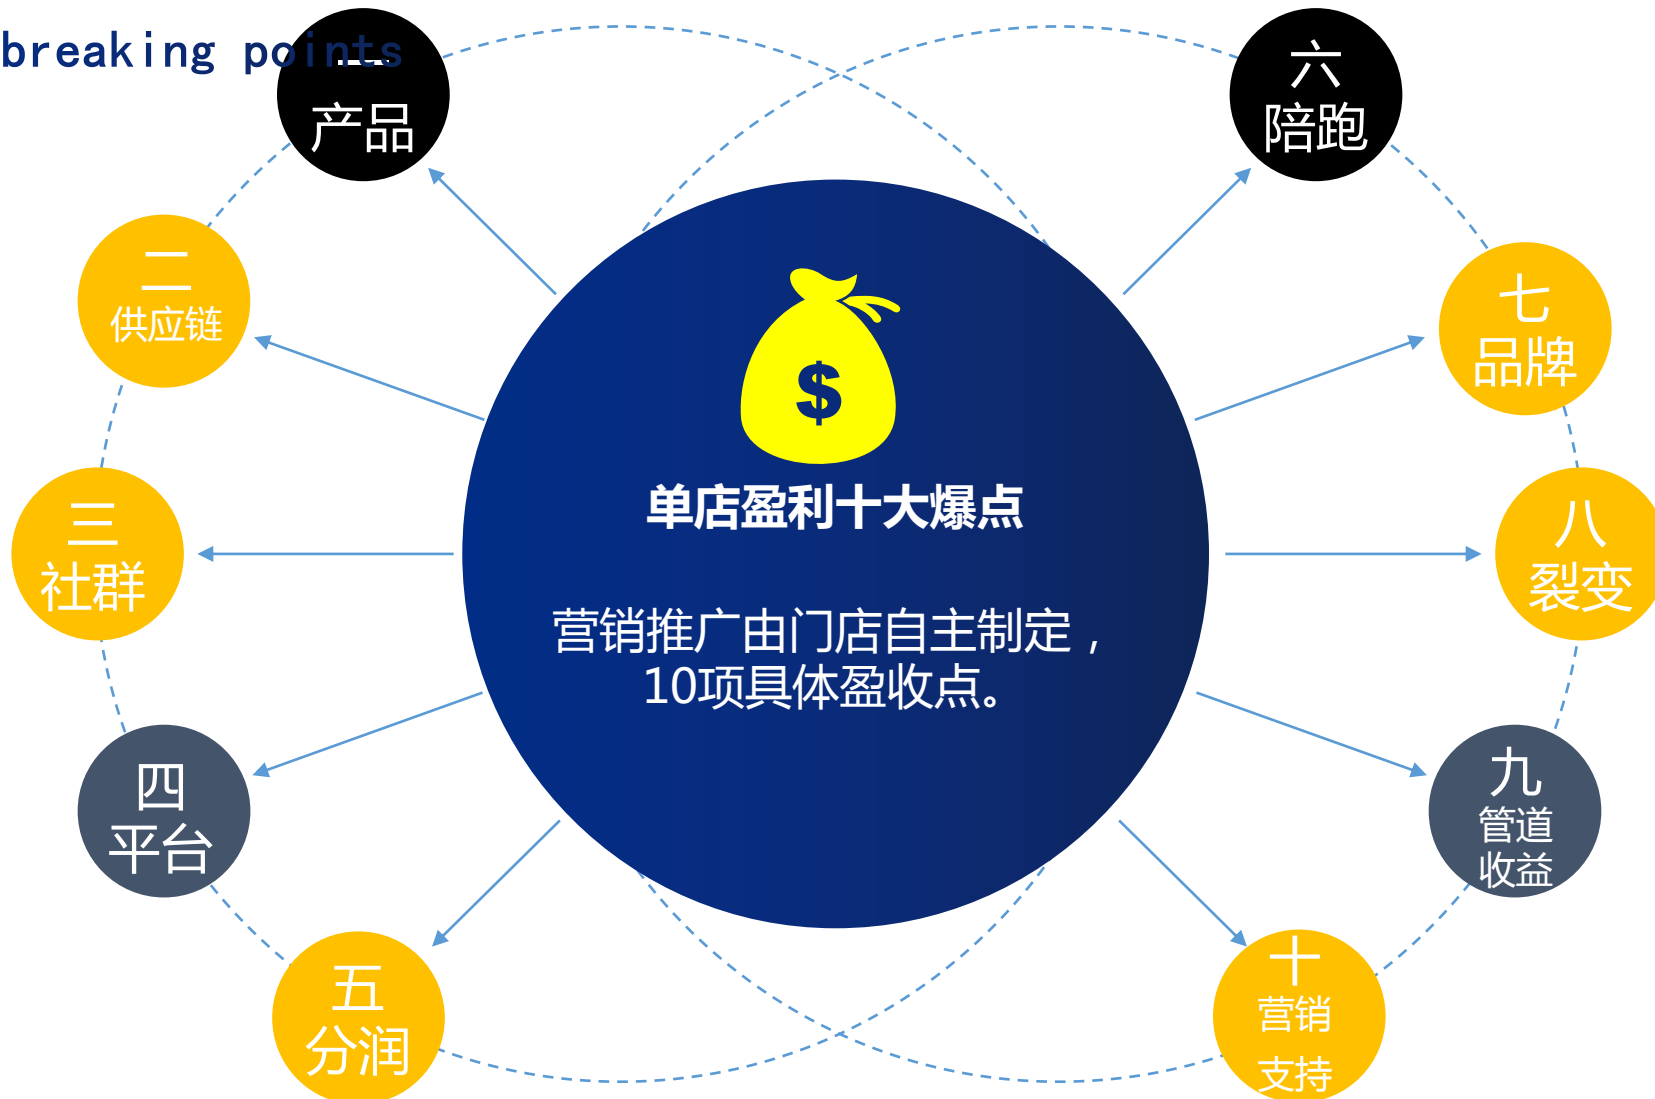 breaking points
一
产品
二
供应链
三
社群
四
平台
五
分润
$
单店盈利十大爆点
营销推广由门店自主制定，
10项具体盈收点。
六
陪跑
七
品牌
八
裂变
九
管道
收益
十
营销
支持